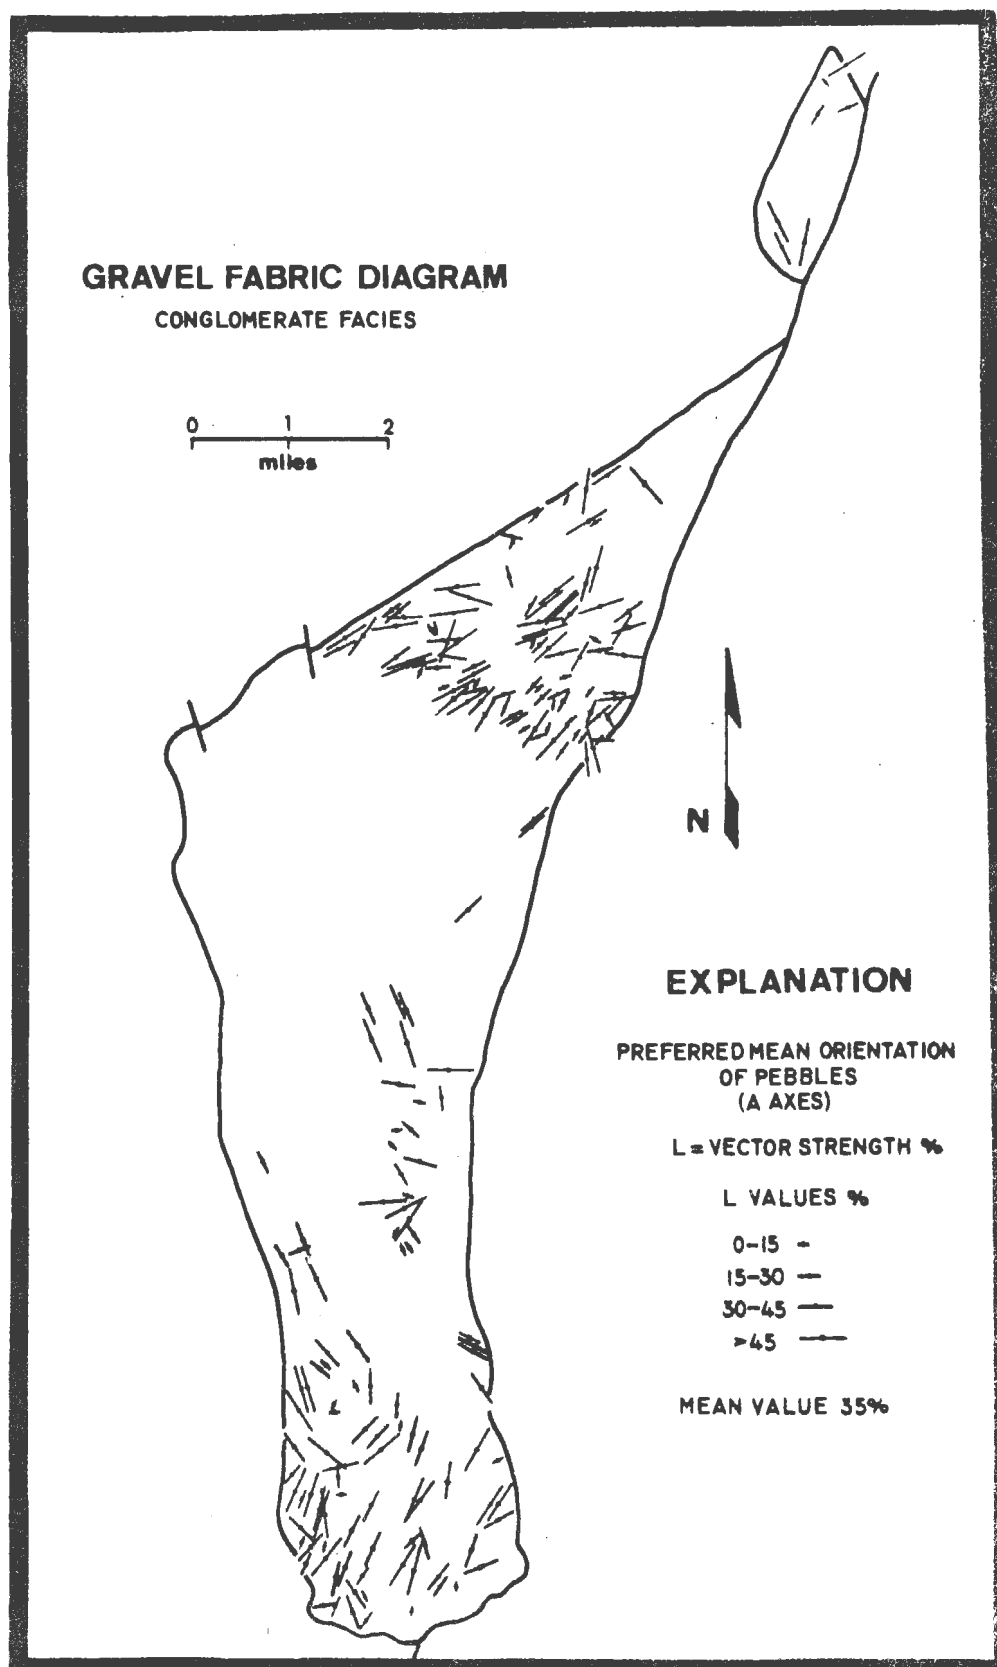 GRAVEL FABRIC DIAGRAM
CONGLOMERATE FACIES
0 1 2
miles
N
EXPLANATION
PREFERRED MEAN ORIENTATION
OF PEBBLES
(A AXES)
L = VECTOR STRENGTH %
L VALUES %
0-15
15-30
30-45
>45
MEAN VALUE 35%